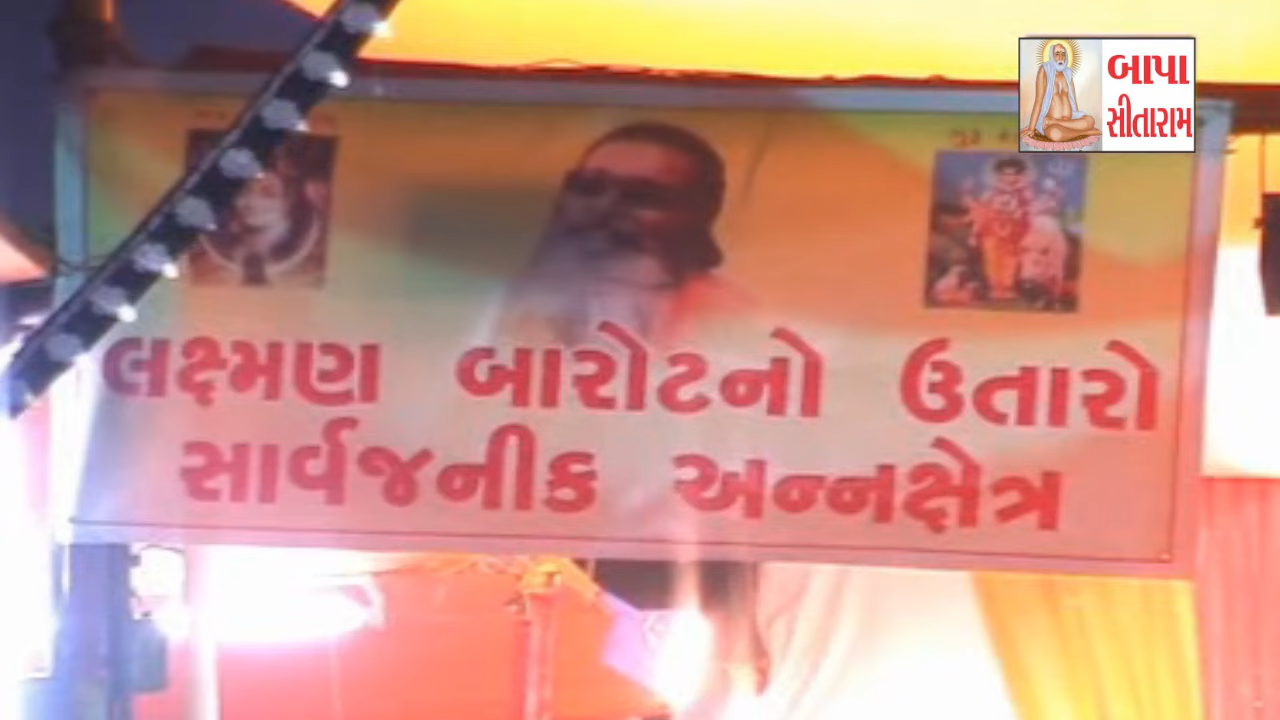 બાપા
સીતારામ
લક્ષ્મણ બારોટનો ઉતારો
સાર્વજનીક અન્નક્ષેત્ર